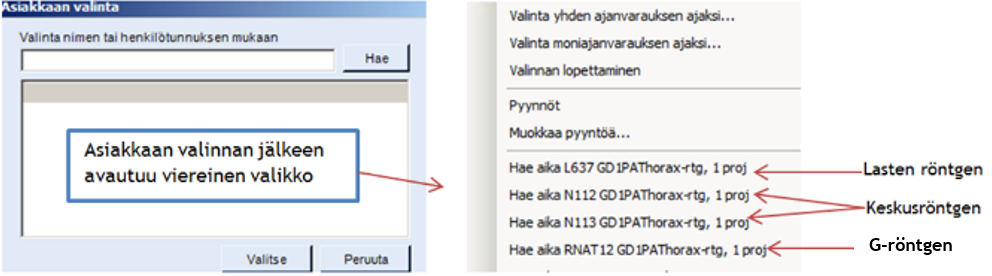 Asiakkaan valinta
Valinta nimen tai henkilötunnuksen mukaan
Hae
Asiakkaan valinnan jälkeen
avautuu viereinen valikko
Valitse
Peruuta
Valinta yhden ajanvarauksen ajaksi...
Valinta moniajanvarauksen ajaksi...
Valinnan lopettaminen
Pyynnöt
Muokkaa pyyntöä...
Hae aika L637 GD1PAThorax-rtg, 1 proj
Hae aika N112 GD1PAThorax-rtg, 1 proj
Hae aika N113 GD1PAThorax-rtg, 1 proj
Hae aika RNAT12 GD1PAThorax-rtg, 1 proj
Lasten röntgen
Keskusröntgen
G-röntgen